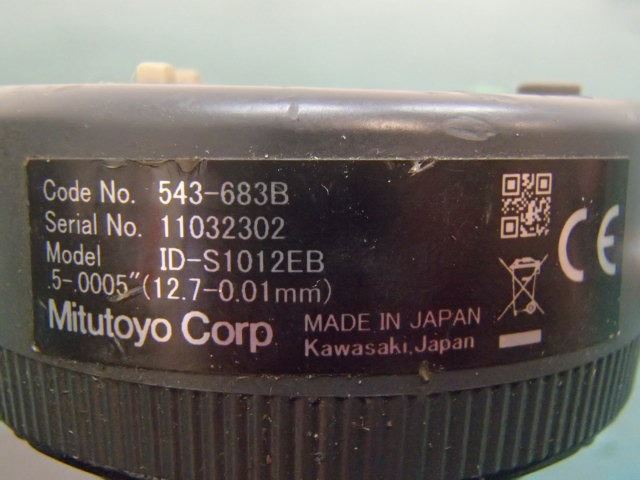 Code No. 543-683B
Serial No. 11032302
Model ID-S1012EB
.5-.0005"(12.7-0.01mm)
Mitutoyo Corp
MADE IN JAPAN
Kawasaki,Japan
CE